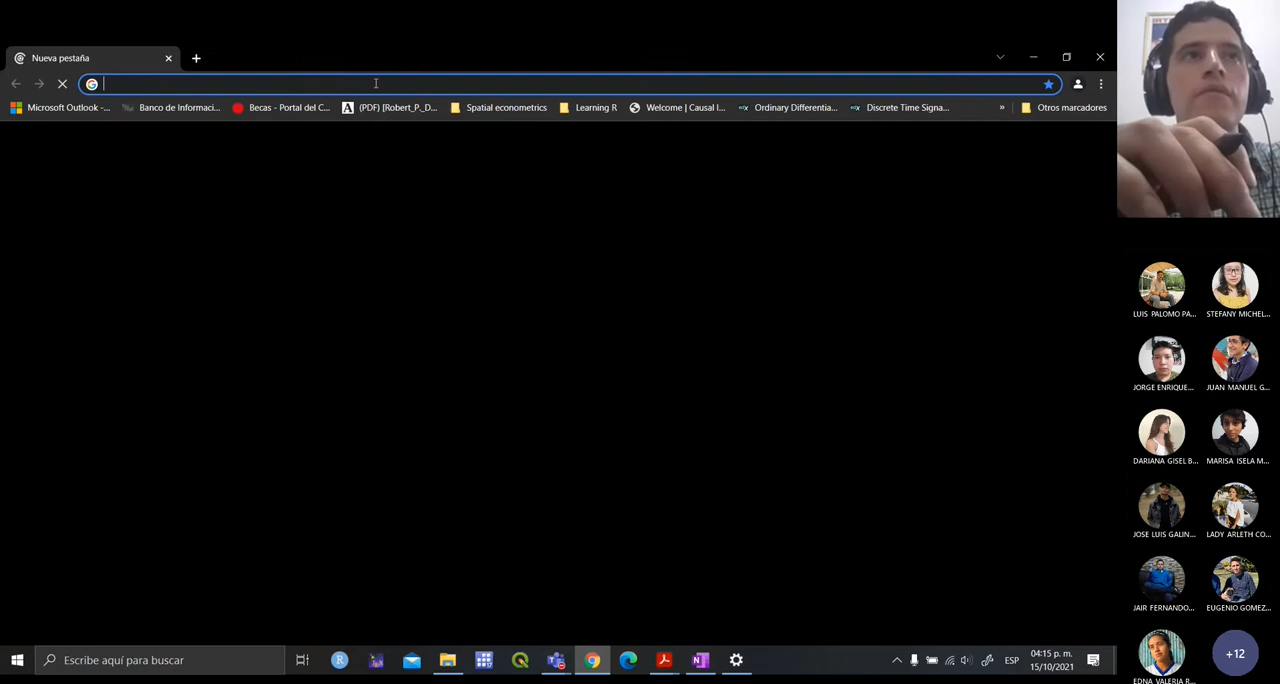 Nueva pestaña
Microsoft Outlook -...
Banco de Informaci...
Becas - Portal del C...
(PDF) [Robert_P._D...
Spatial econometrics
Learning R
Welcome | Causal I...
Ordinary Differentia...
Discrete Time Signa...
»
Otros marcadores
LUIS PALOMO PA...
STEFANY MICHEL...
JORGE ENRIQUE...
JUAN MANUEL G...
DARIANA GISEL B...
MARISA ISELA M...
JOSE LUIS GALIN...
LADY ARLETH CO...
JAIR FERNANDO...
EUGENIO GOMEZ...
EDNA VALERIA R...
+12
Escribe aquí para buscar
ESP
04:15 p. m.
15/10/2021